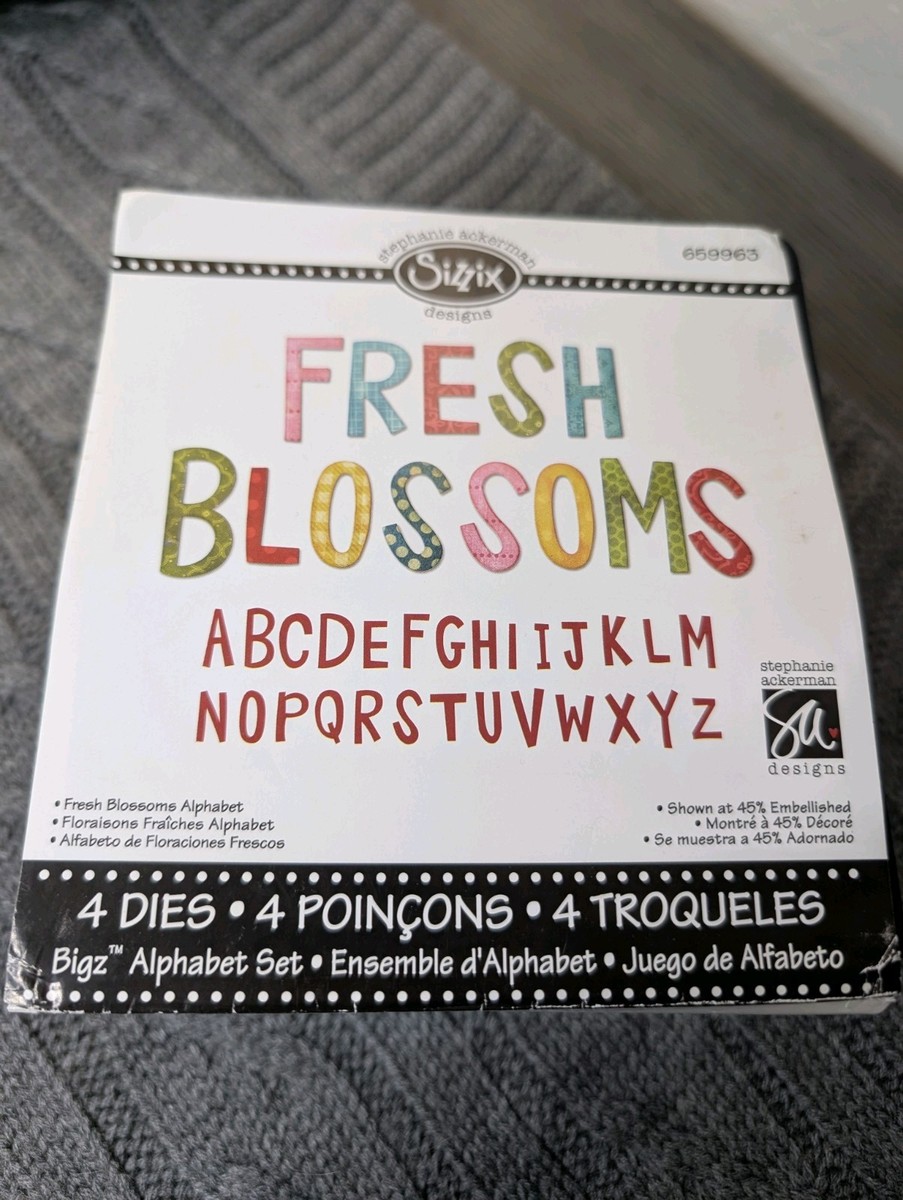 stephanie ackerman
Sizzix
designs
659963
FRESH
BLOSSOMS
ABCDEFGHIIJKLM
NOPQRSTUVWXYZ
stephanie
ackerman
sa
designs
• Fresh Blossoms Alphabet
• Floraisons Fraîches Alphabet
• Alfabeto de Floraciones Frescos
• Shown at 45% Embellished
• Montré à 45% Décoré
• Se muestra a 45% Adornado
4 DIES • 4 POINÇONS • 4 TROQUELES
Bigz™ Alphabet Set • Ensemble d'Alphabet • Juego de Alfabeto